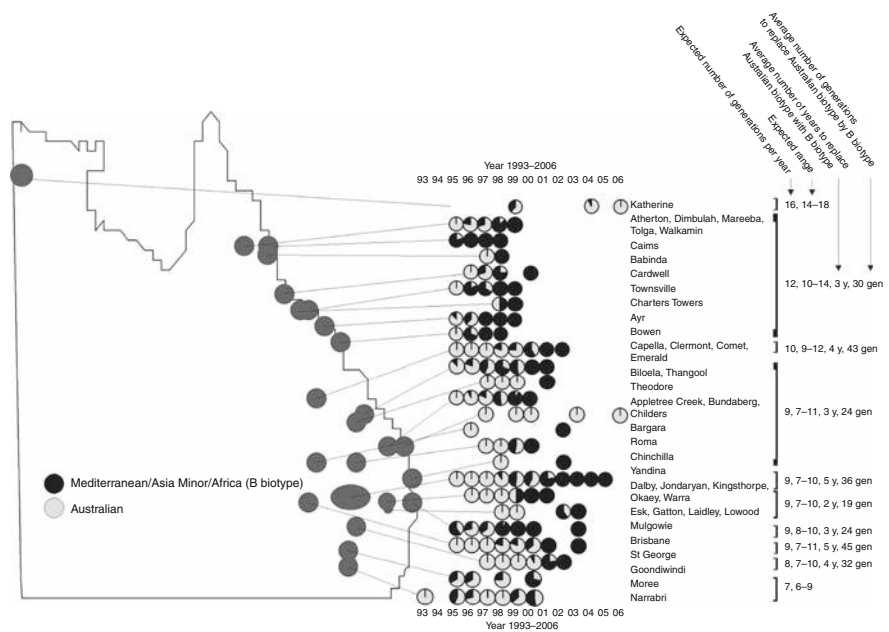 Expected number of generations per year
Expected range
Average number of years to replace
Australian biotype with B biotype
Average number of generations
to replace Australian biotype by B biotype
Year 1993–2006
93 94 95 96 97 98 99 00 01 02 03 04 05 06
Katherine
16, 14–18
Atherton, Dimbulah, Mareeba,
Tolga, Walkamin
Cairns
Babinda
Cardwell
Townsville
Charters Towers
Ayr
Bowen
12, 10–14, 3 y, 30 gen
Capella, Clermont, Comet,
Emerald
10, 9–12, 4 y, 43 gen
Biloela, Thangool
Theodore
Appletree Creek, Bundaberg,
Childers
Bargara
Roma
Chinchilla
9, 7–11, 3 y, 24 gen
Yandina
Dalby, Jondaryan, Kingsthorpe,
Okaey, Warra
9, 7–10, 5 y, 36 gen
Esk, Gatton, Laidley, Lowood
9, 7–10, 2 y, 19 gen
Mulgowie
9, 8–10, 3 y, 24 gen
Brisbane
9, 7–11, 5 y, 45 gen
St George
8, 7–10, 4 y, 32 gen
Goondiwindi
Moree
7, 6–9
Narrabri
Mediterranean/Asia Minor/Africa (B biotype)
Australian
93 94 95 96 97 98 99 00 01 02 03 04 05 06
Year 1993–2006